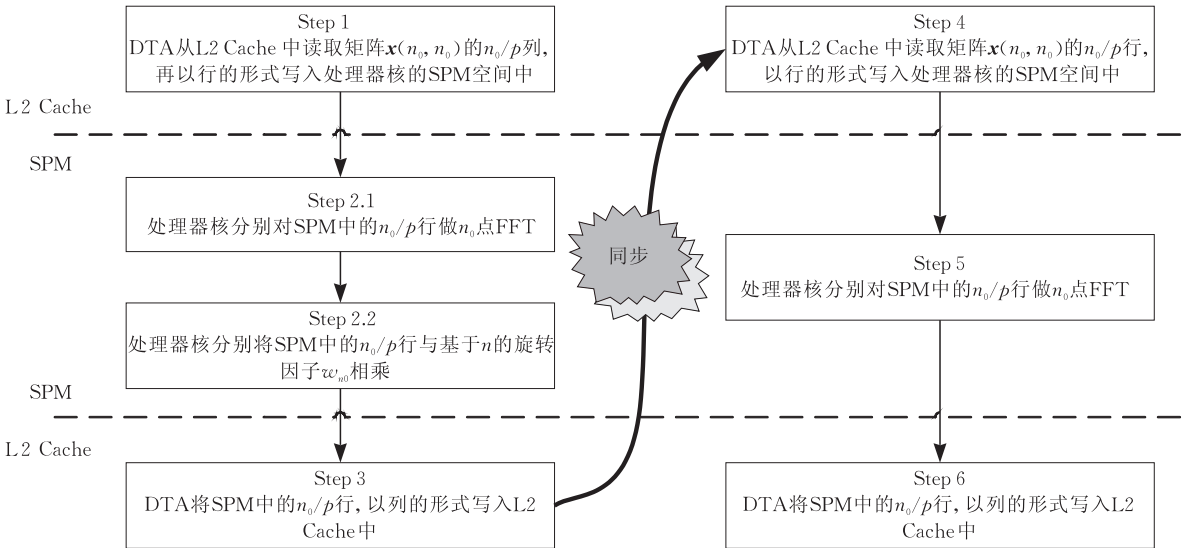 Step 1
DTA从L2 Cache 中读取矩阵x(n₀, n₀)的n₀/p列,
再以行的形式写入处理器核的SPM空间中
L2 Cache
SPM
Step 2.1
处理器核分别对SPM中的n₀/p行做n₀点FFT
Step 2.2
处理器核分别将SPM中的n₀/p行与基于n的旋转
因子wₙ₀相乘
SPM
L2 Cache
Step 3
DTA将SPM中的n₀/p行, 以列的形式写入L2
Cache中
同步
Step 4
DTA从L2 Cache 中读取矩阵x(n₀, n₀)的n₀/p行,
以行的形式写入处理器核的SPM空间中
Step 5
处理器核分别对SPM中的n₀/p行做n₀点FFT
Step 6
DTA将SPM中的n₀/p行, 以列的形式写入L2
Cache中